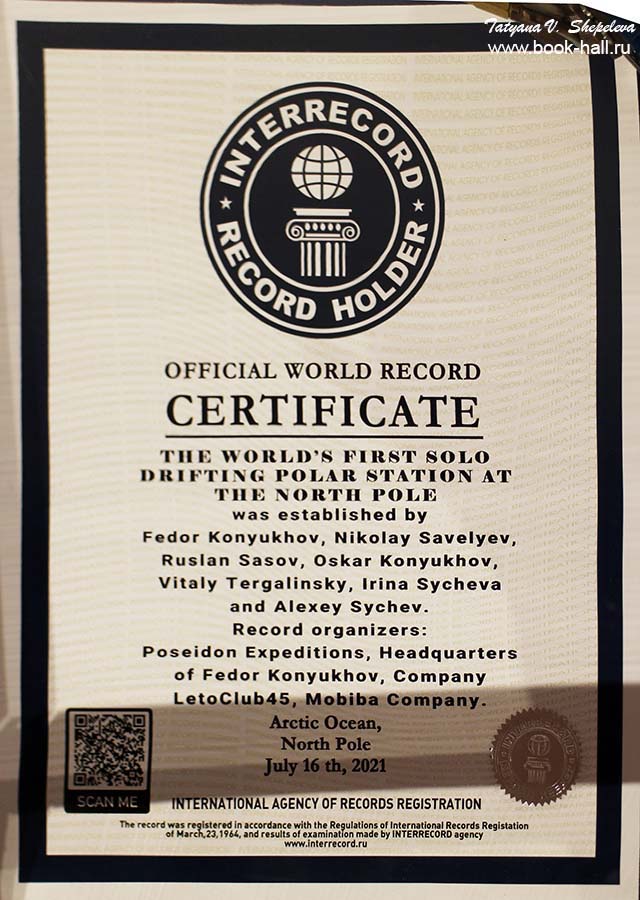 Tatyana V. Shepeleva
www.book-hall.ru
INTERRECORD
RECORD HOLDER
OFFICIAL WORLD RECORD
CERTIFICATE
THE WORLD'S FIRST SOLO
DRIFTING POLAR STATION AT
THE NORTH POLE
was established by
Fedor Konyukhov, Nikolay Savelyev,
Ruslan Sasov, Oskar Konyukhov,
Vitaly Tergalinsky, Irina Sycheva
and Alexey Sychev.
Record organizers:
Poseidon Expeditions, Headquarters
of Fedor Konyukhov, Company
LetoClub45, Mobiba Company.
Arctic Ocean,
North Pole
July 16 th, 2021
SCAN ME
INTERNATIONAL AGENCY OF RECORDS REGISTRATION
The record was registered in accordance with the Regulations of International Records Registation
of March,23,1964, and results of examination made by INTERRECORD agency
www.interrecord.ru